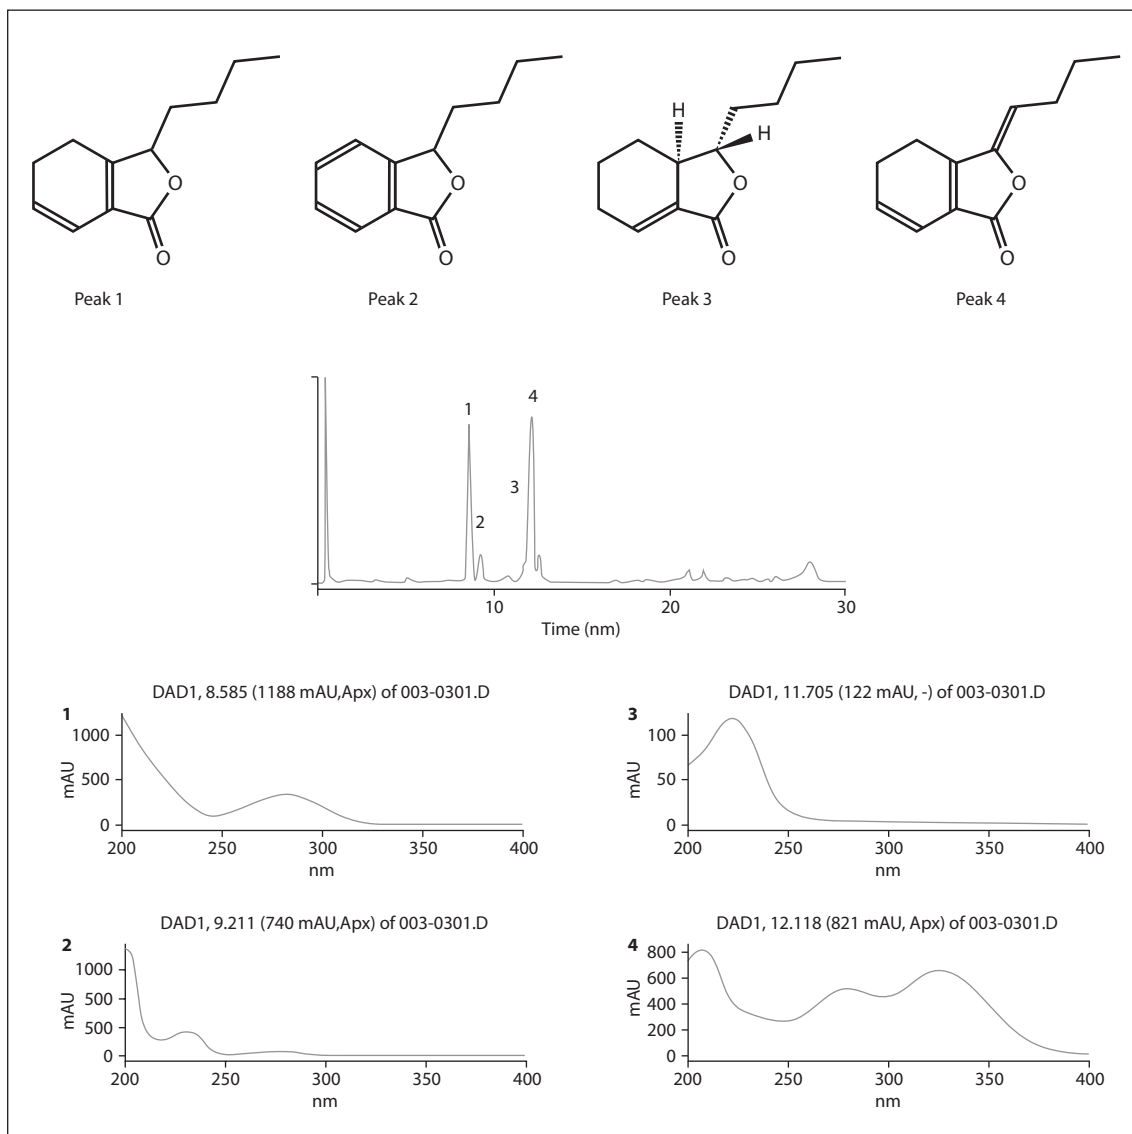 H
H
O
O
O
O
O
O
O
O
Peak 1
Peak 2
Peak 3
Peak 4
1
2
3
4
10
20
30
Time (nm)
DAD1, 8.585 (1188 mAU,Apx) of 003-0301.D
1
mAU
1000
500
0
200
250
300
350
400
nm
DAD1, 11.705 (122 mAU, -) of 003-0301.D
3
mAU
100
50
0
200
250
300
350
400
nm
DAD1, 9.211 (740 mAU,Apx) of 003-0301.D
2
mAU
1000
500
500
0
200
250
300
350
400
nm
DAD1, 12.118 (821 mAU, Apx) of 003-0301.D
4
mAU
800
600
400
200
0
200
250
300
350
400
nm